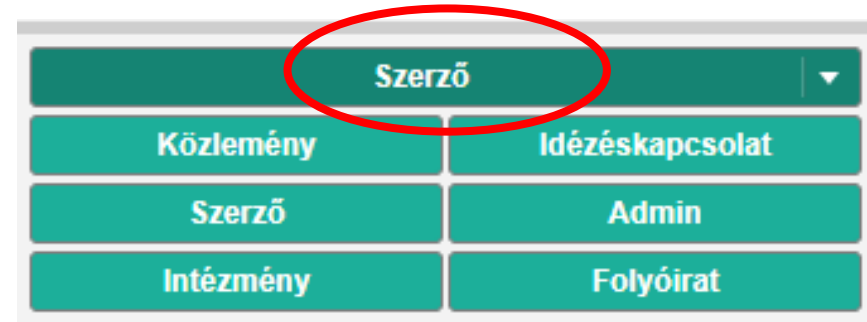 Szerző
Közlemény Idézéskapcsolat
Szerző Admin
Intézmény Folyóirat